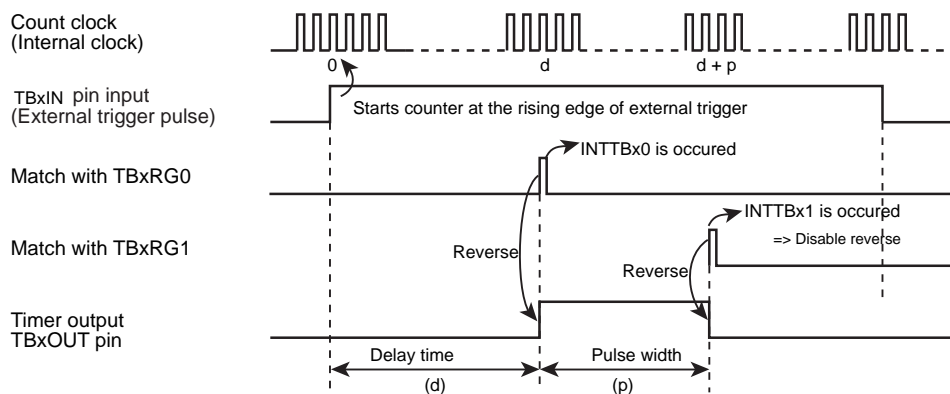 Count clock
(Internal clock)
0
d
d + p
TBxIN pin input
(External trigger pulse)
Starts counter at the rising edge of external trigger
INTTBx0 is occured
Match with TBxRG0
INTTBx1 is occured
Match with TBxRG1
Reverse
Reverse
=> Disable reverse
Timer output
TBxOUT pin
Delay time
(d)
Pulse width
(p)